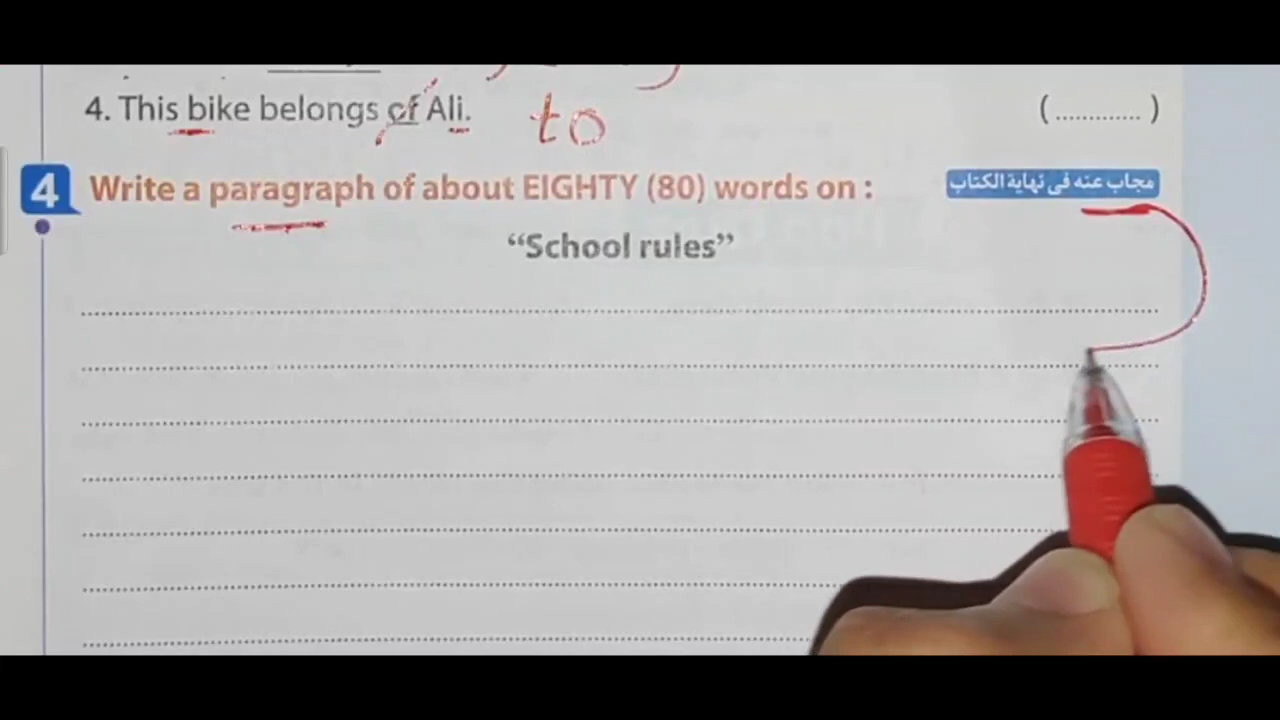 4. This bike belongs of Ali. to (............)
4 Write a paragraph of about EIGHTY (80) words on : مجاب عنه فى نهاية الكتاب
“School rules”